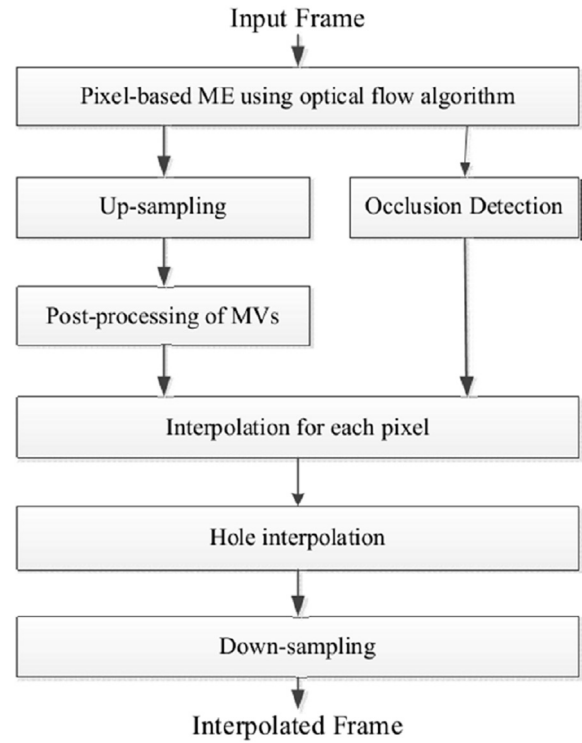 Input Frame
Pixel-based ME using optical flow algorithm
Up-sampling
Occlusion Detection
Post-processing of MVs
Interpolation for each pixel
Hole interpolation
Down-sampling
Interpolated Frame